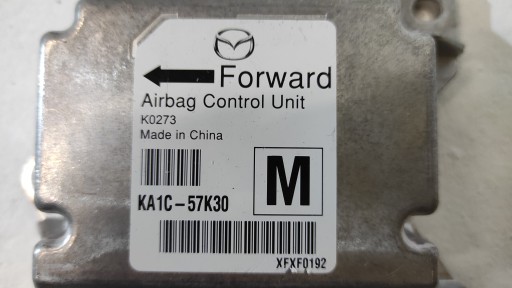 Forward
Airbag Control Unit
K0273
Made in China
M
KA1C-57K30
XFXF0192